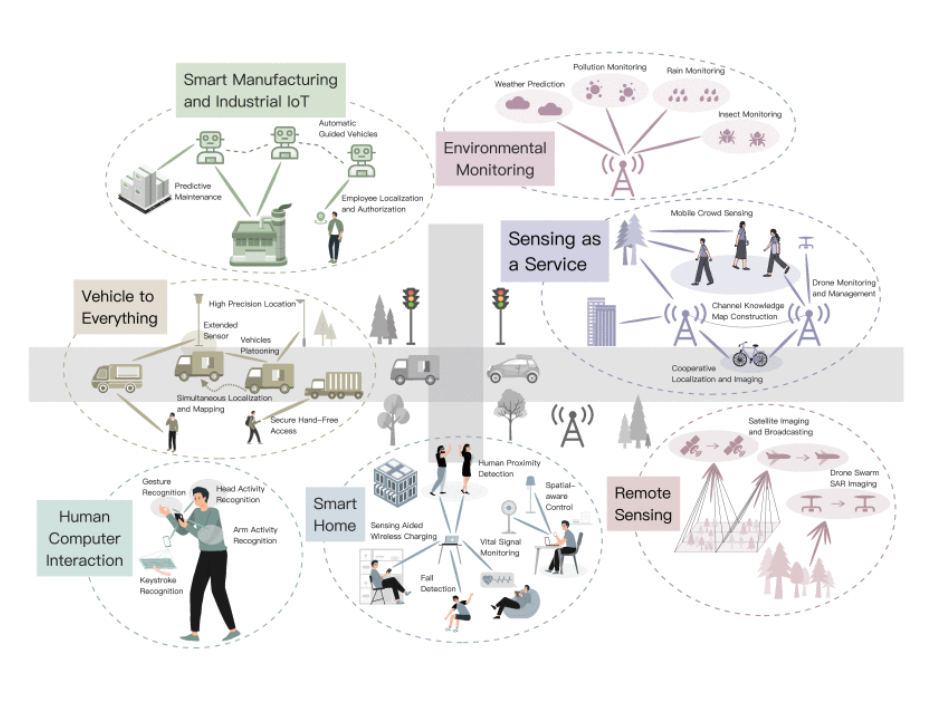 Smart Manufacturing
and Industrial IoT
Automatic
Guided Vehicles
Predictive
Maintenance
Employee Localization
and Authorization
Environmental
Monitoring
Weather Prediction
Pollution Monitoring
Rain Monitoring
Insect Monitoring
Sensing as
a Service
Mobile Crowd Sensing
Drone Monitoring
and Management
Channel Knowledge
Map Construction
Cooperative
Localization and Imaging
Vehicle to
Everything
High Precision Location
Extended
Sensor
Vehicles
Platooning
Simultaneous Localization
and Mapping
Secure Hand-Free
Access
Human
Computer
Interaction
Gesture
Recognition
Head Activity
Recognition
Arm Activity
Recognition
Keystroke
Recognition
Smart
Home
Human Proximity
Detection
Spatial-
aware
Control
Sensing Aided
Wireless Charging
Vital Signal
Monitoring
Fall
Detection
Remote
Sensing
Satellite Imaging
and Broadcasting
Drone Swarm
SAR Imaging